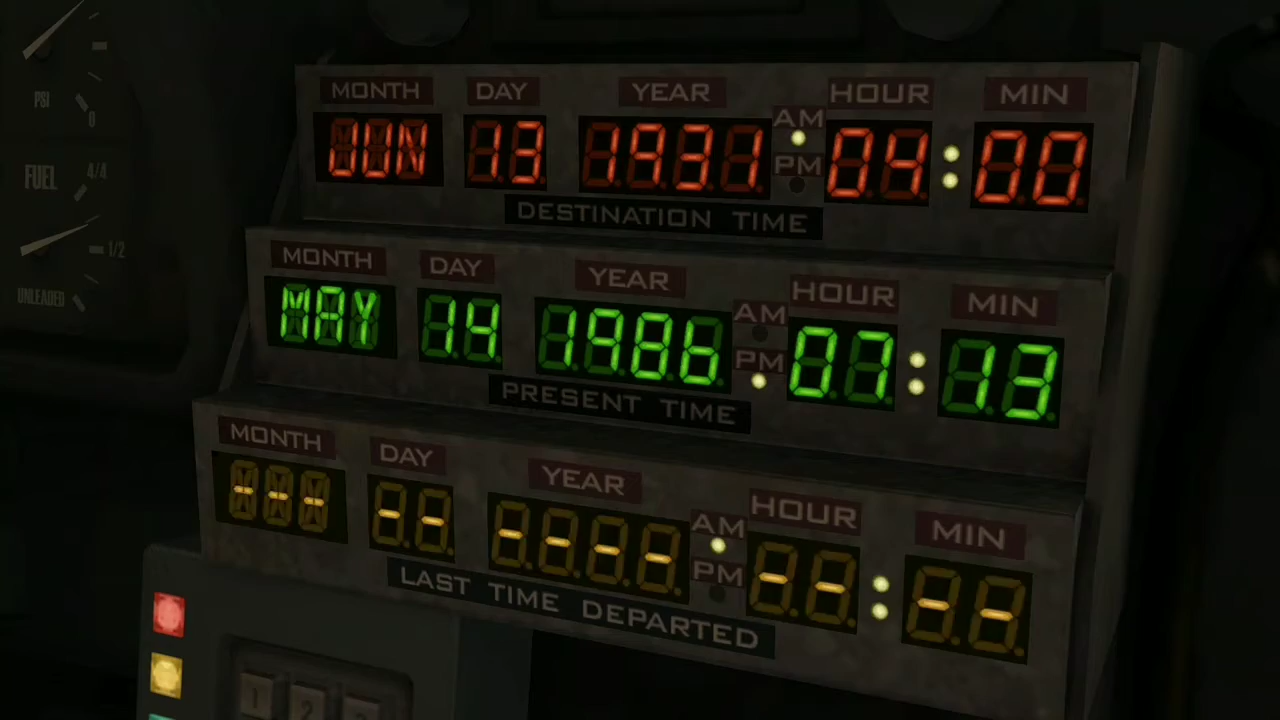 MONTH DAY YEAR AM PM HOUR MIN
JUN 13 1931 04:00
DESTINATION TIME
MONTH DAY YEAR AM PM HOUR MIN
MAY 14 1986 07:13
PRESENT TIME
MONTH DAY YEAR AM PM HOUR MIN
--- -- ---- --:--
LAST TIME DEPARTED
PSI
0
FUEL
4/4
1/2
UNLEADED
1 2 3